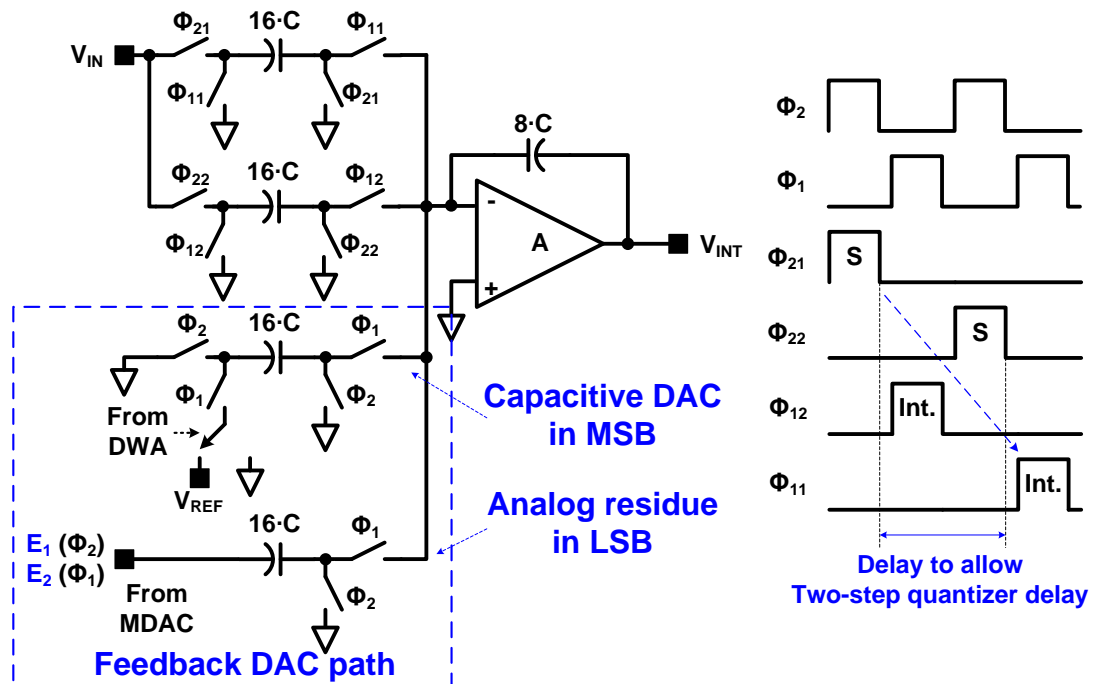 Φ21
16·C
Φ11
VIN
Φ11
Φ21
Φ22
16·C
Φ12
Φ12
Φ22
8·C
-
A
+
VINT
Φ2
16·C
Φ1
Φ1
Φ2
From
DWA
VREF
Capacitive DAC
in MSB
16·C
Φ1
Analog residue
in LSB
E1 (Φ2)
E2 (Φ1)
From
MDAC
Φ2
Feedback DAC path
Φ2
Φ1
Φ21
S
Φ22
S
Φ12
Int.
Φ11
Int.
Delay to allow
Two-step quantizer delay